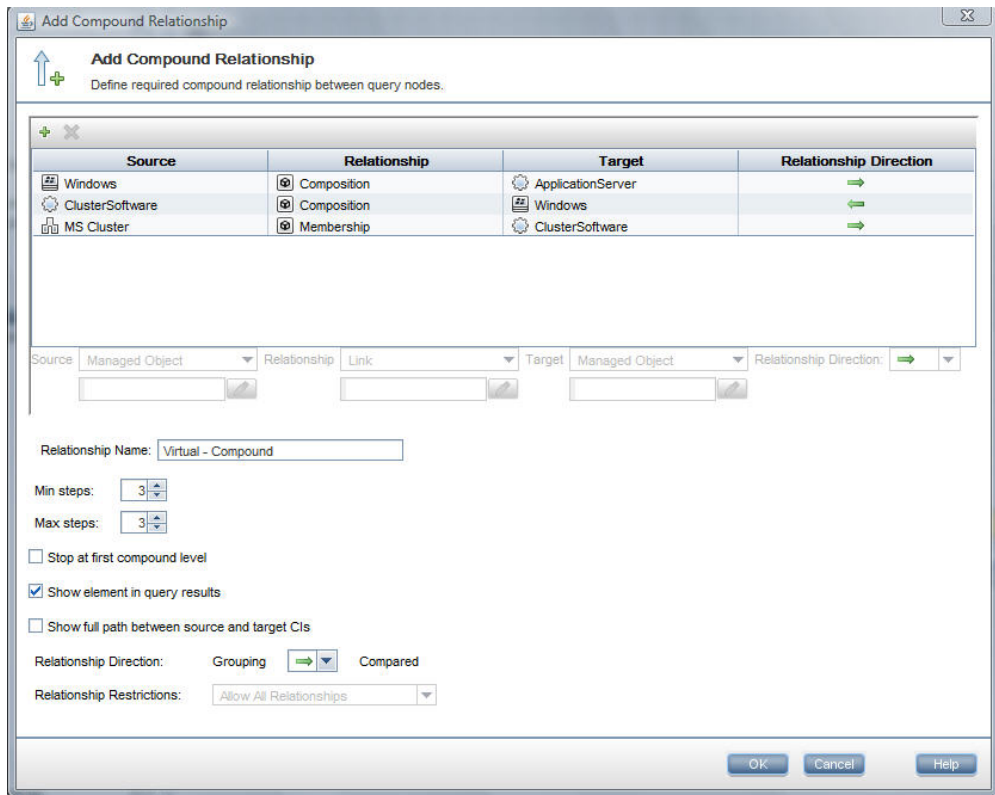 Add Compound Relationship
Add Compound Relationship
Define required compound relationship between query nodes.
Source Relationship Target Relationship Direction
Windows Composition ApplicationServer
ClusterSoftware Composition Windows
MS Cluster Membership ClusterSoftware
Source Managed Object Relationship Link Target Managed Object Relationship Direction:
Relationship Name: Virtual - Compound
Min steps: 3
Max steps: 3
Stop at first compound level
Show element in query results
Show full path between source and target CIs
Relationship Direction: Grouping Compared
Relationship Restrictions: Allow All Relationships
OK Cancel Help